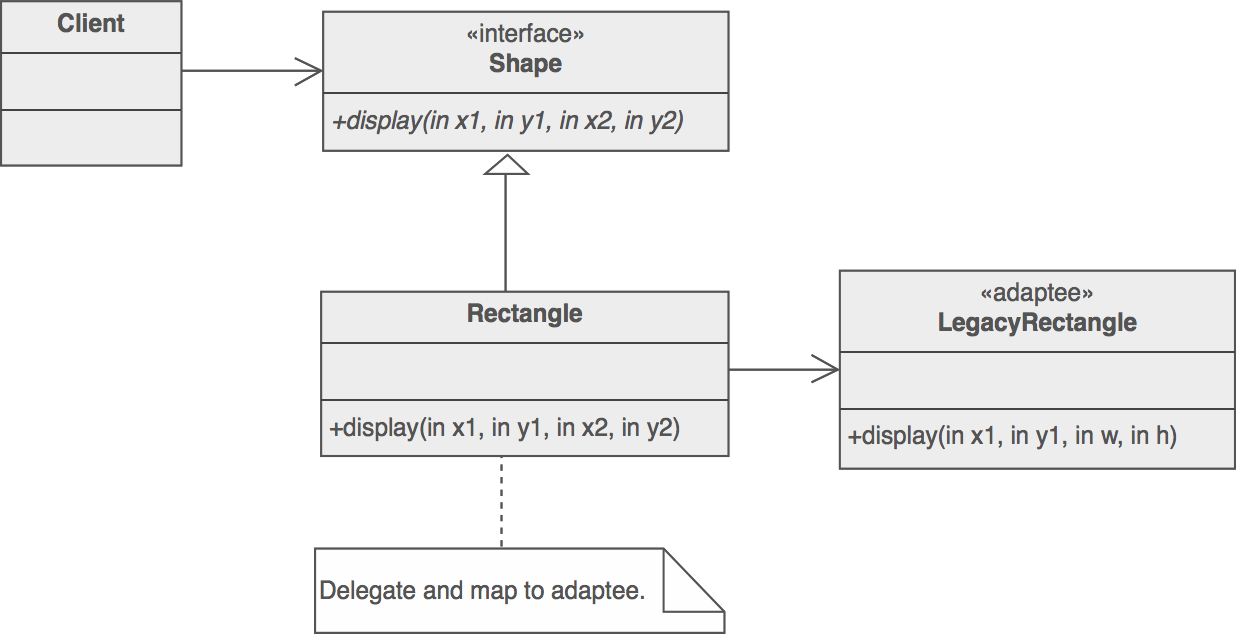 Client
«interface»
Shape
+display(in x1, in y1, in x2, in y2)
Rectangle
+display(in x1, in y1, in x2, in y2)
«adaptee»
LegacyRectangle
+display(in x1, in y1, in w, in h)
Delegate and map to adaptee.